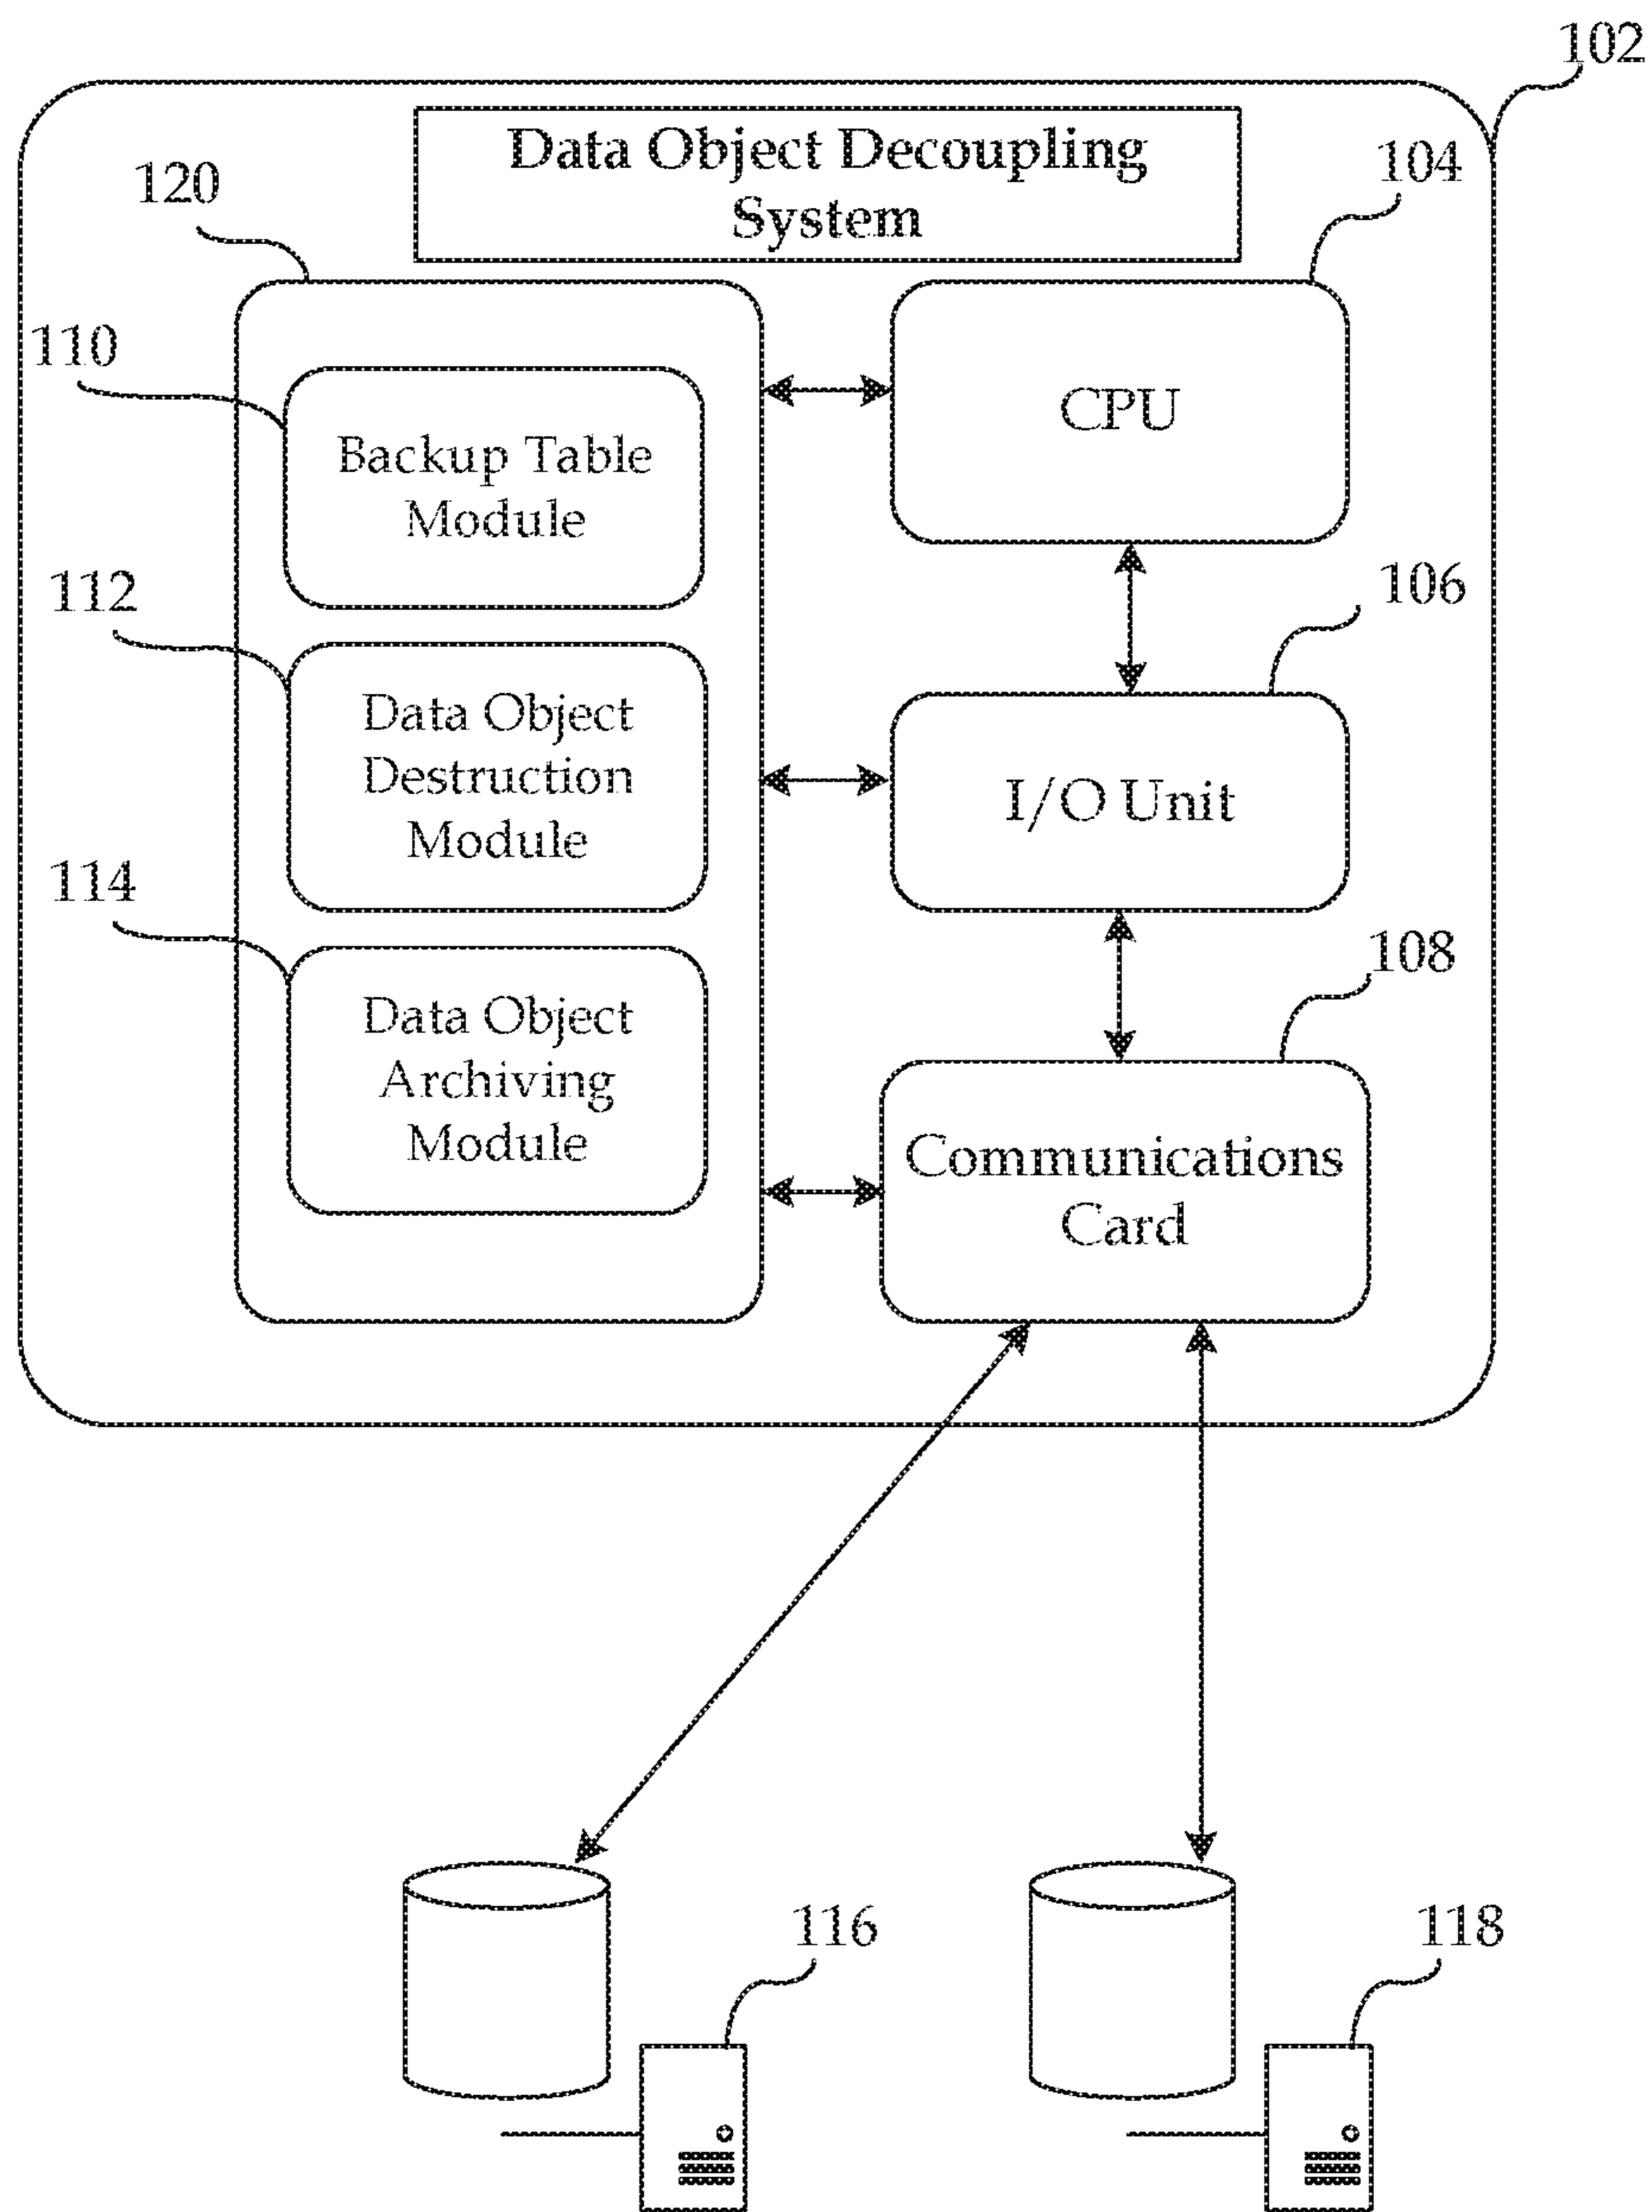 102
Data Object Decoupling
System
104
120
110
Backup Table
Module
CPU
112
Data Object
Destruction
Module
106
I/O Unit
114
Data Object
Archiving
Module
108
Communications
Card
116
118